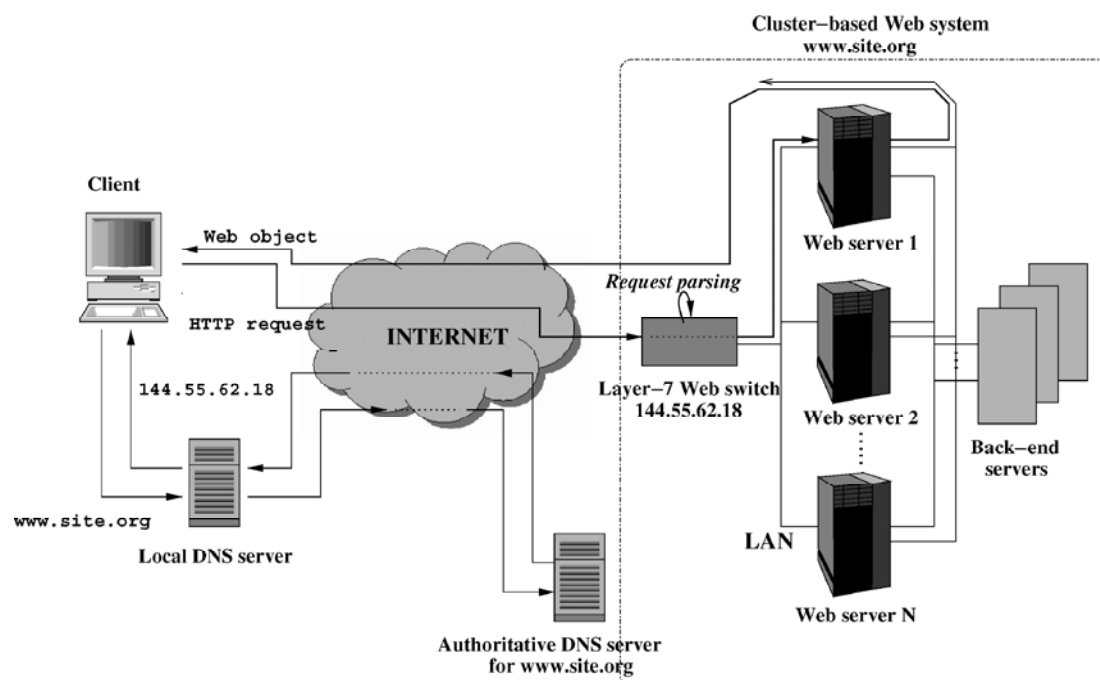 Cluster–based Web system
www.site.org
Client
Web object
Web server 1
Request parsing
HTTP request
INTERNET
Layer–7 Web switch
144.55.62.18
144.55.62.18
Web server 2
Back–end
servers
www.site.org
Local DNS server
LAN
Web server N
Authoritative DNS server
for www.site.org